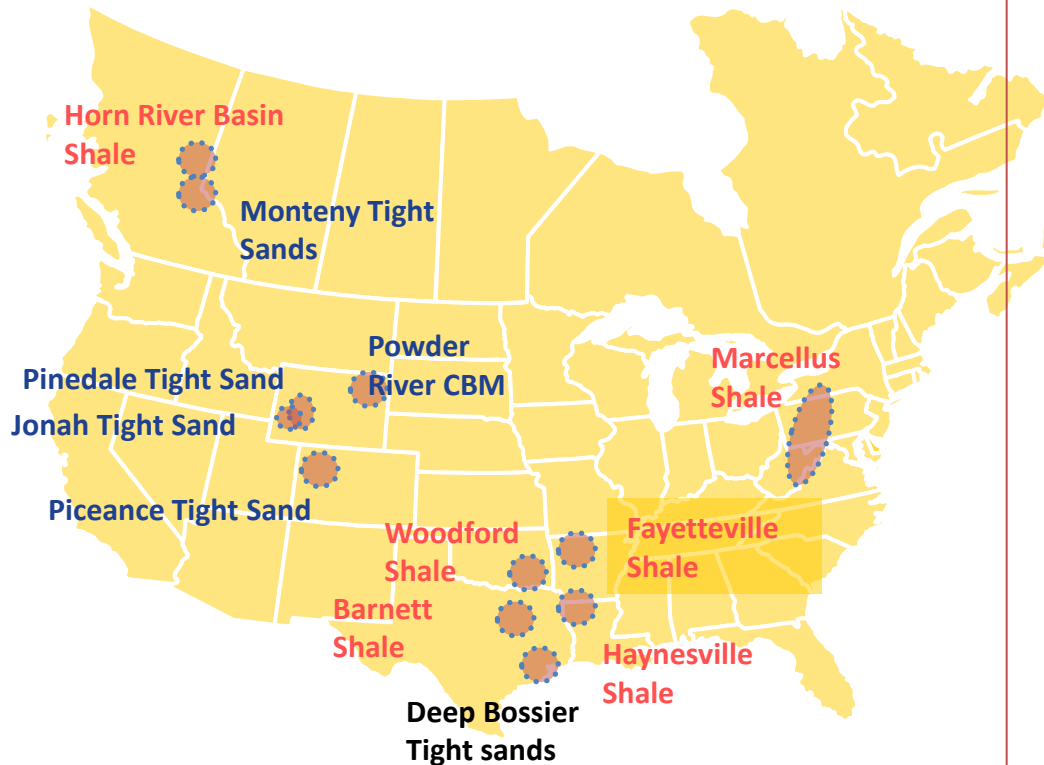 Horn River Basin
Shale
Monteny Tight
Sands
Powder
River CBM
Marcellus
Shale
Pinedale Tight Sand
Jonah Tight Sand
Piceance Tight Sand
Woodford
Shale
Fayetteville
Shale
Barnett
Shale
Haynesville
Shale
Deep Bossier
Tight sands